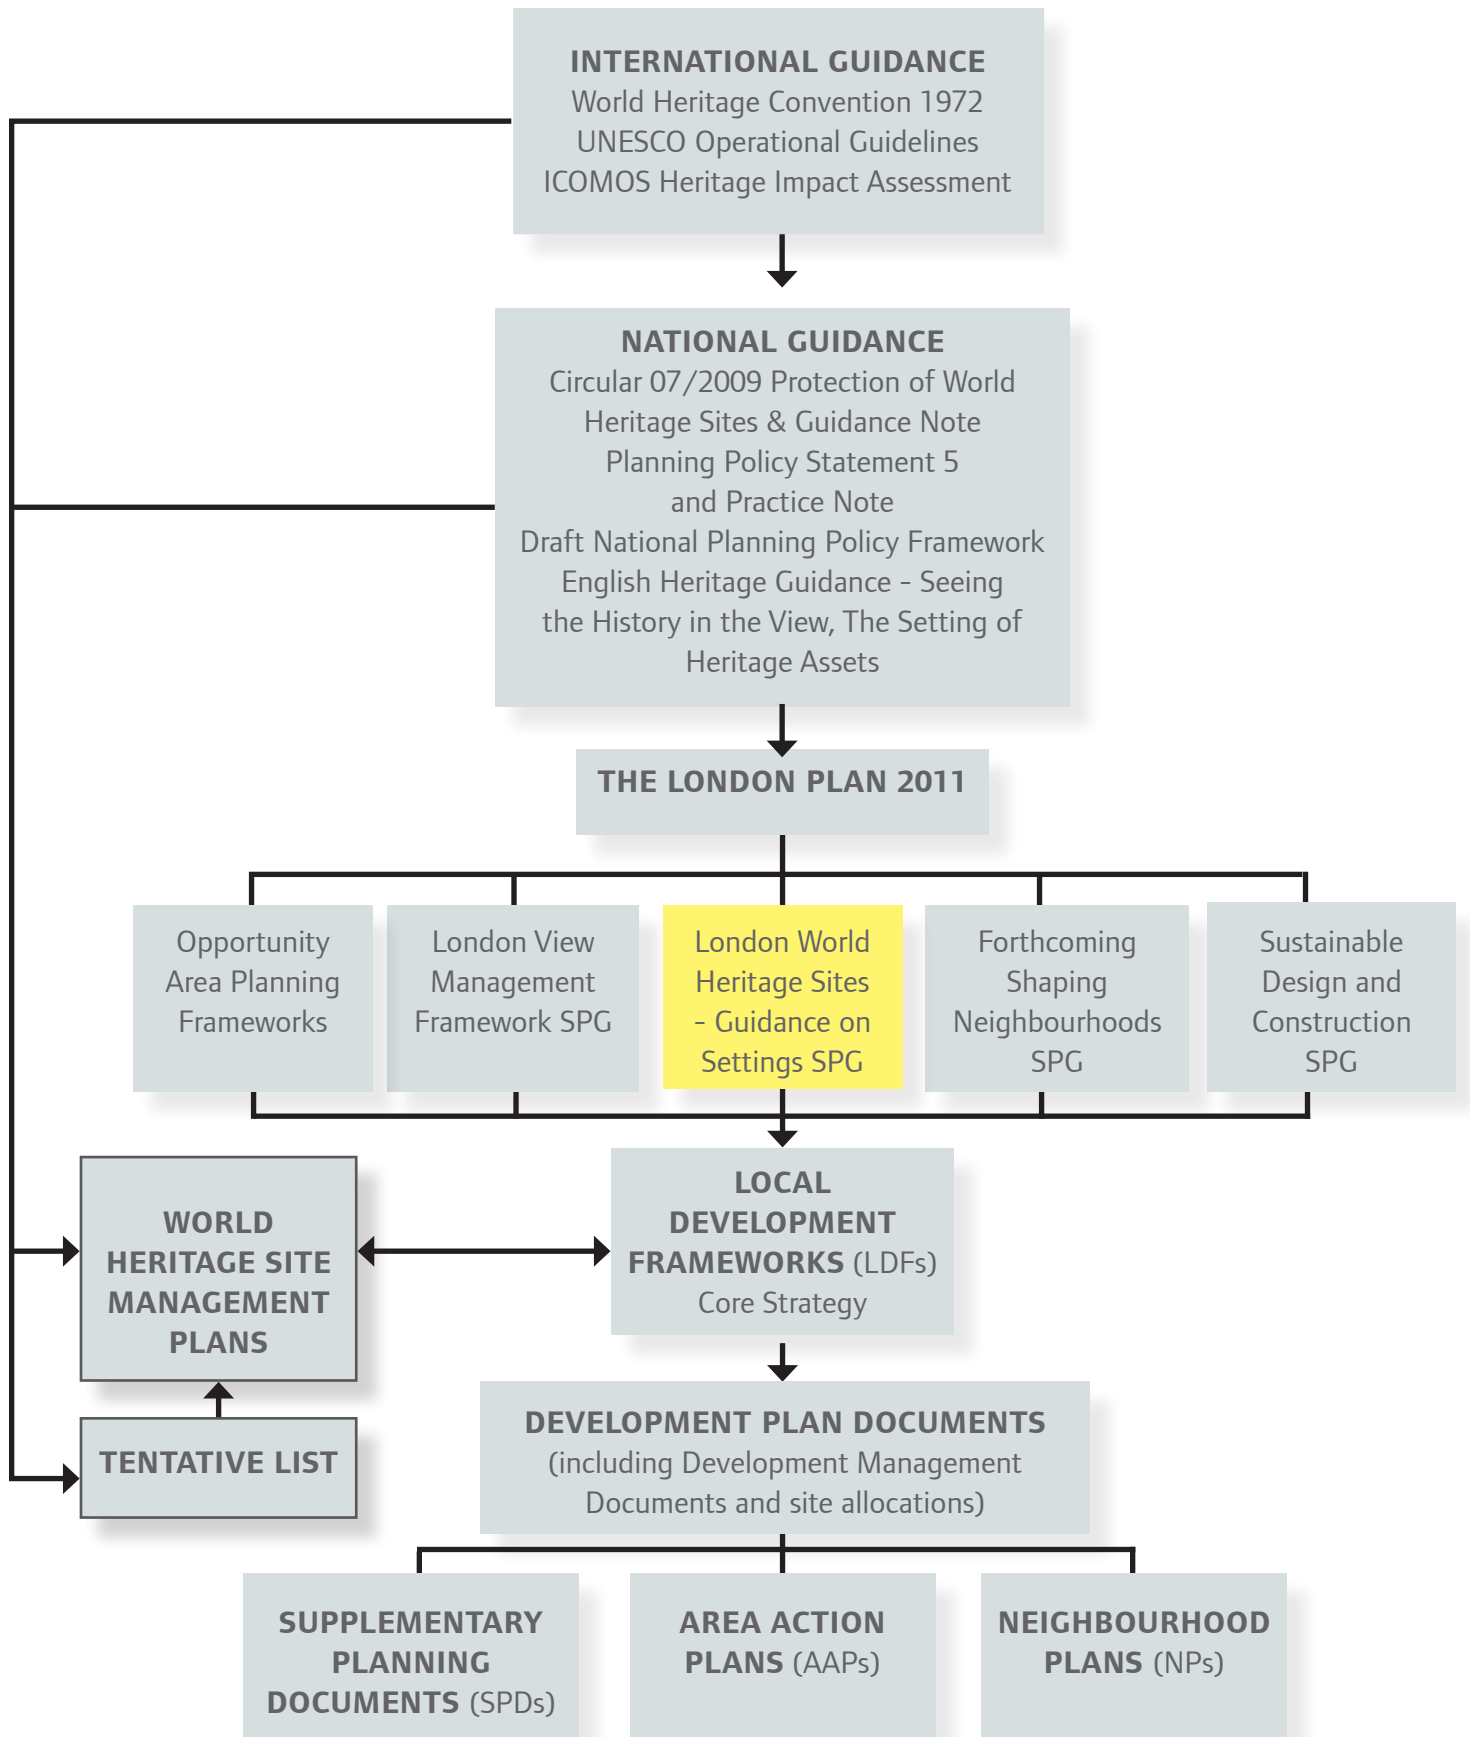 INTERNATIONAL GUIDANCE
World Heritage Convention 1972
UNESCO Operational Guidelines
ICOMOS Heritage Impact Assessment
NATIONAL GUIDANCE
Circular 07/2009 Protection of World
Heritage Sites & Guidance Note
Planning Policy Statement 5
and Practice Note
Draft National Planning Policy Framework
English Heritage Guidance - Seeing
the History in the View, The Setting of
Heritage Assets
THE LONDON PLAN 2011
Opportunity
Area Planning
Frameworks
London View
Management
Framework SPG
London World
Heritage Sites
- Guidance on
Settings SPG
Forthcoming
Shaping
Neighbourhoods
SPG
Sustainable
Design and
Construction
SPG
WORLD
HERITAGE SITE
MANAGEMENT
PLANS
LOCAL
DEVELOPMENT
FRAMEWORKS (LDFs)
Core Strategy
TENTATIVE LIST
DEVELOPMENT PLAN DOCUMENTS
(including Development Management
Documents and site allocations)
SUPPLEMENTARY
PLANNING
DOCUMENTS (SPDs)
AREA ACTION
PLANS (AAPs)
NEIGHBOURHOOD
PLANS (NPs)